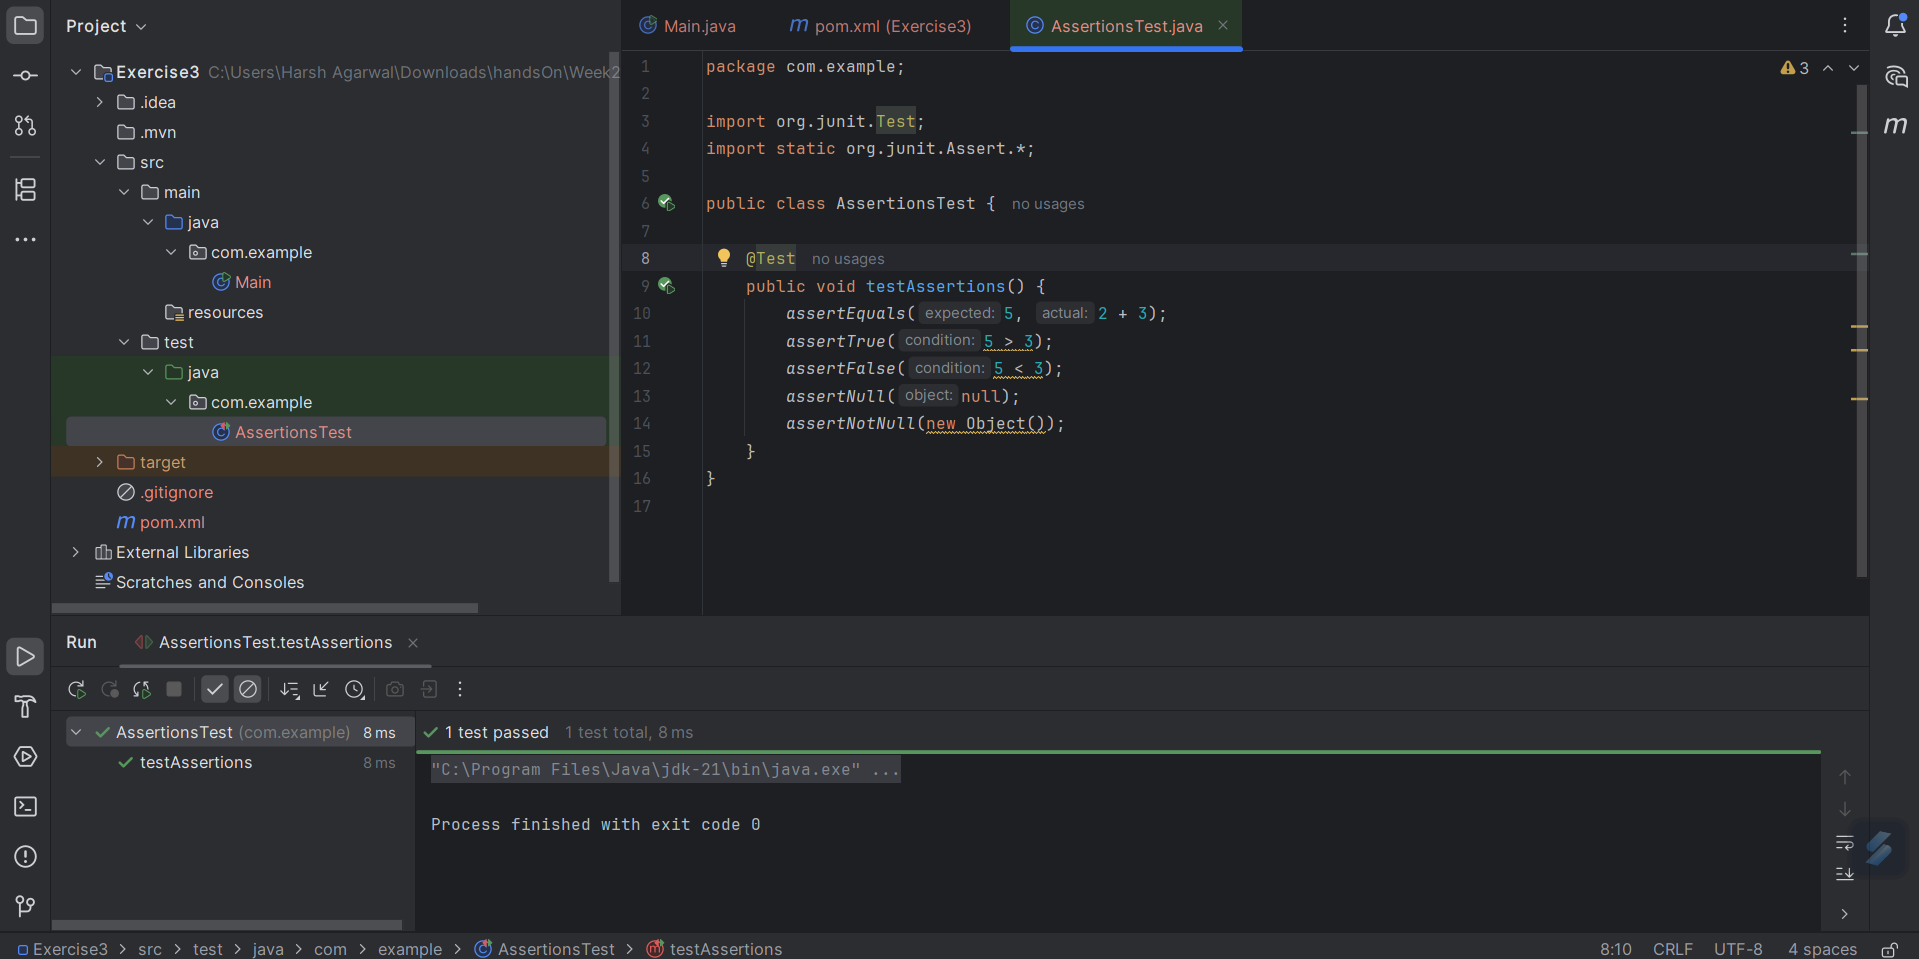 Project
Exercise3 C:\Users\Harsh Agarwal\Downloads\handsOn\Week2
.idea
.mvn
src
main
java
com.example
Main
resources
test
java
com.example
AssertionsTest
target
.gitignore
pom.xml
External Libraries
Scratches and Consoles
Main.java
pom.xml (Exercise3)
AssertionsTest.java
3
1 package com.example;
2
3 import org.junit.Test;
4 import static org.junit.Assert.*;
5
6 public class AssertionsTest { no usages
7
8 @Test no usages
9 public void testAssertions() {
10 assertEquals( expected: 5, actual: 2 + 3);
11 assertTrue( condition: 5 > 3);
12 assertFalse( condition: 5 < 3);
13 assertNull( object: null);
14 assertNotNull(new Object());
15 }
16 }
17
Run AssertionsTest.testAssertions
AssertionsTest (com.example) 8 ms
testAssertions 8 ms
1 test passed 1 test total, 8 ms
"C:\Program Files\Java\jdk-21\bin\java.exe" ...
Process finished with exit code 0
Exercise3 > src > test > java > com > example > AssertionsTest > testAssertions
8:10 CRLF UTF-8 4 spaces